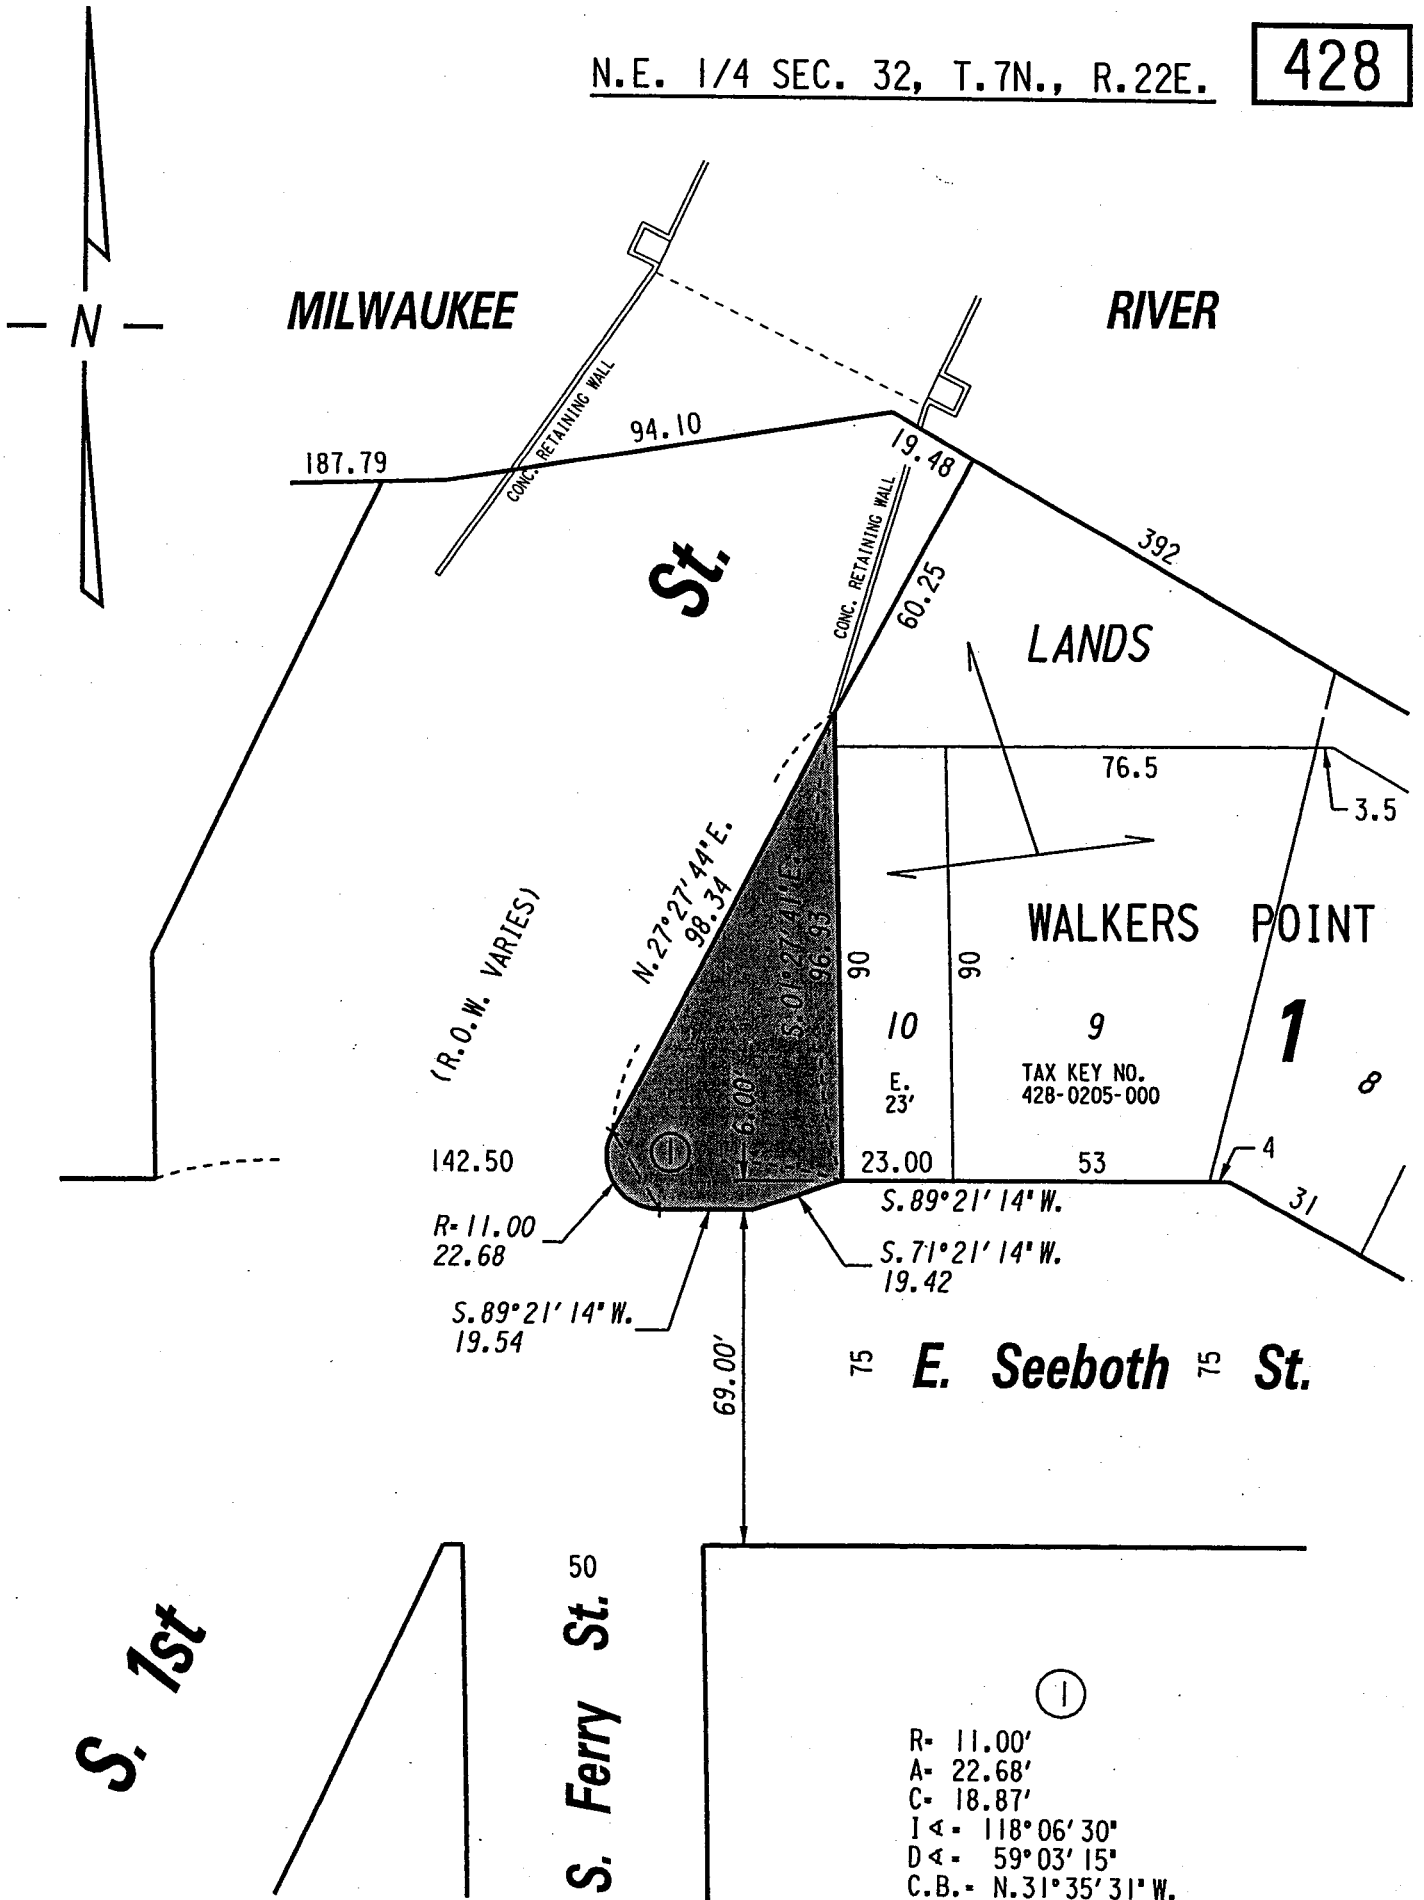 N.E. 1/4 SEC. 32, T.7N., R.22E.
428
N
MILWAUKEE
RIVER
CONC. RETAINING WALL
94.10
187.79
19.48
CONC. RETAINING WALL
392
St.
60.25
LANDS
76.5
3.5
N.27°27'44"E.
98.34
S.01°27'41"E.
96.93
(R.O.W. VARIES)
90
90
WALKERS POINT
10
9
1
E.
23'
TAX KEY NO.
428-0205-000
8
6.00'
1
142.50
23.00
53
4
S.89°21'14"W.
31
R=11.00
22.68
S.71°21'14"W.
19.42
S.89°21'14"W.
19.54
69.00'
75
E. Seeboth
75
St.
50
S. Ferry St.
S. 1st
1
R= 11.00'
A= 22.68'
C= 18.87'
I∢= 118°06'30"
D∢= 59°03'15"
C.B.= N.31°35'31"W.